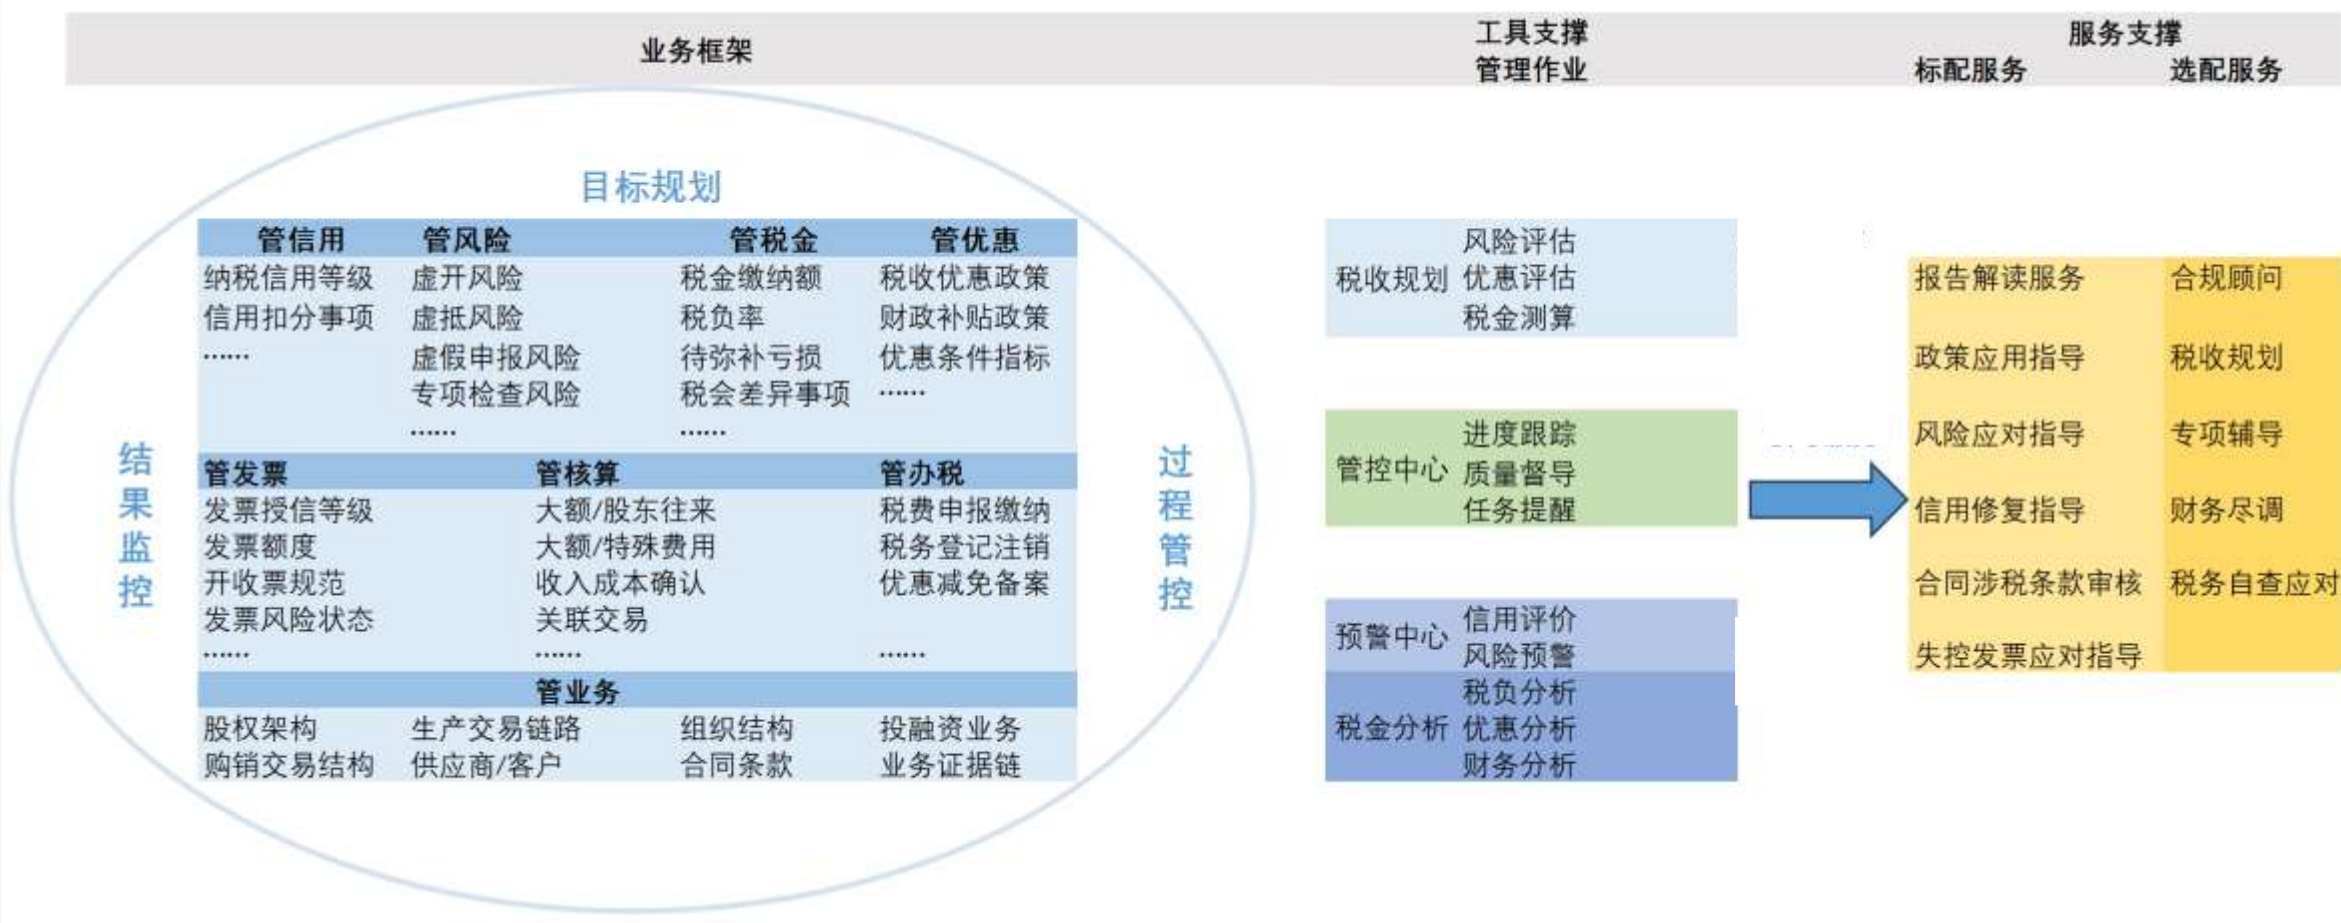 业务框架
工具支撑
管理作业
服务支撑
标配服务 选配服务
目标规划
结果监控
过程管控
管信用 管风险 管税金 管优惠
纳税信用等级 虚开风险 税金缴纳额 税收优惠政策
信用扣分事项 虚抵风险 税负率 财政补贴政策
…… 虚假申报风险 待弥补亏损 优惠条件指标
专项检查风险 税会差异事项 ……
…… ……
管发票 管核算 管办税
发票授信等级 大额/股东往来 税费申报缴纳
发票额度 大额/特殊费用 税务登记注销
开收票规范 收入成本确认 优惠减免备案
发票风险状态 关联交易
…… …… ……
管业务
股权架构 生产交易链路 组织结构 投融资业务
购销交易结构 供应商/客户 合同条款 业务证据链
风险评估
税收规划 优惠评估
税金测算
进度跟踪
管控中心 质量督导
任务提醒
预警中心 信用评价
风险预警
税负分析
税金分析 优惠分析
财务分析
报告解读服务 合规顾问
政策应用指导 税收规划
风险应对指导 专项辅导
信用修复指导 财务尽调
合同涉税条款审核 税务自查应对
失控发票应对指导